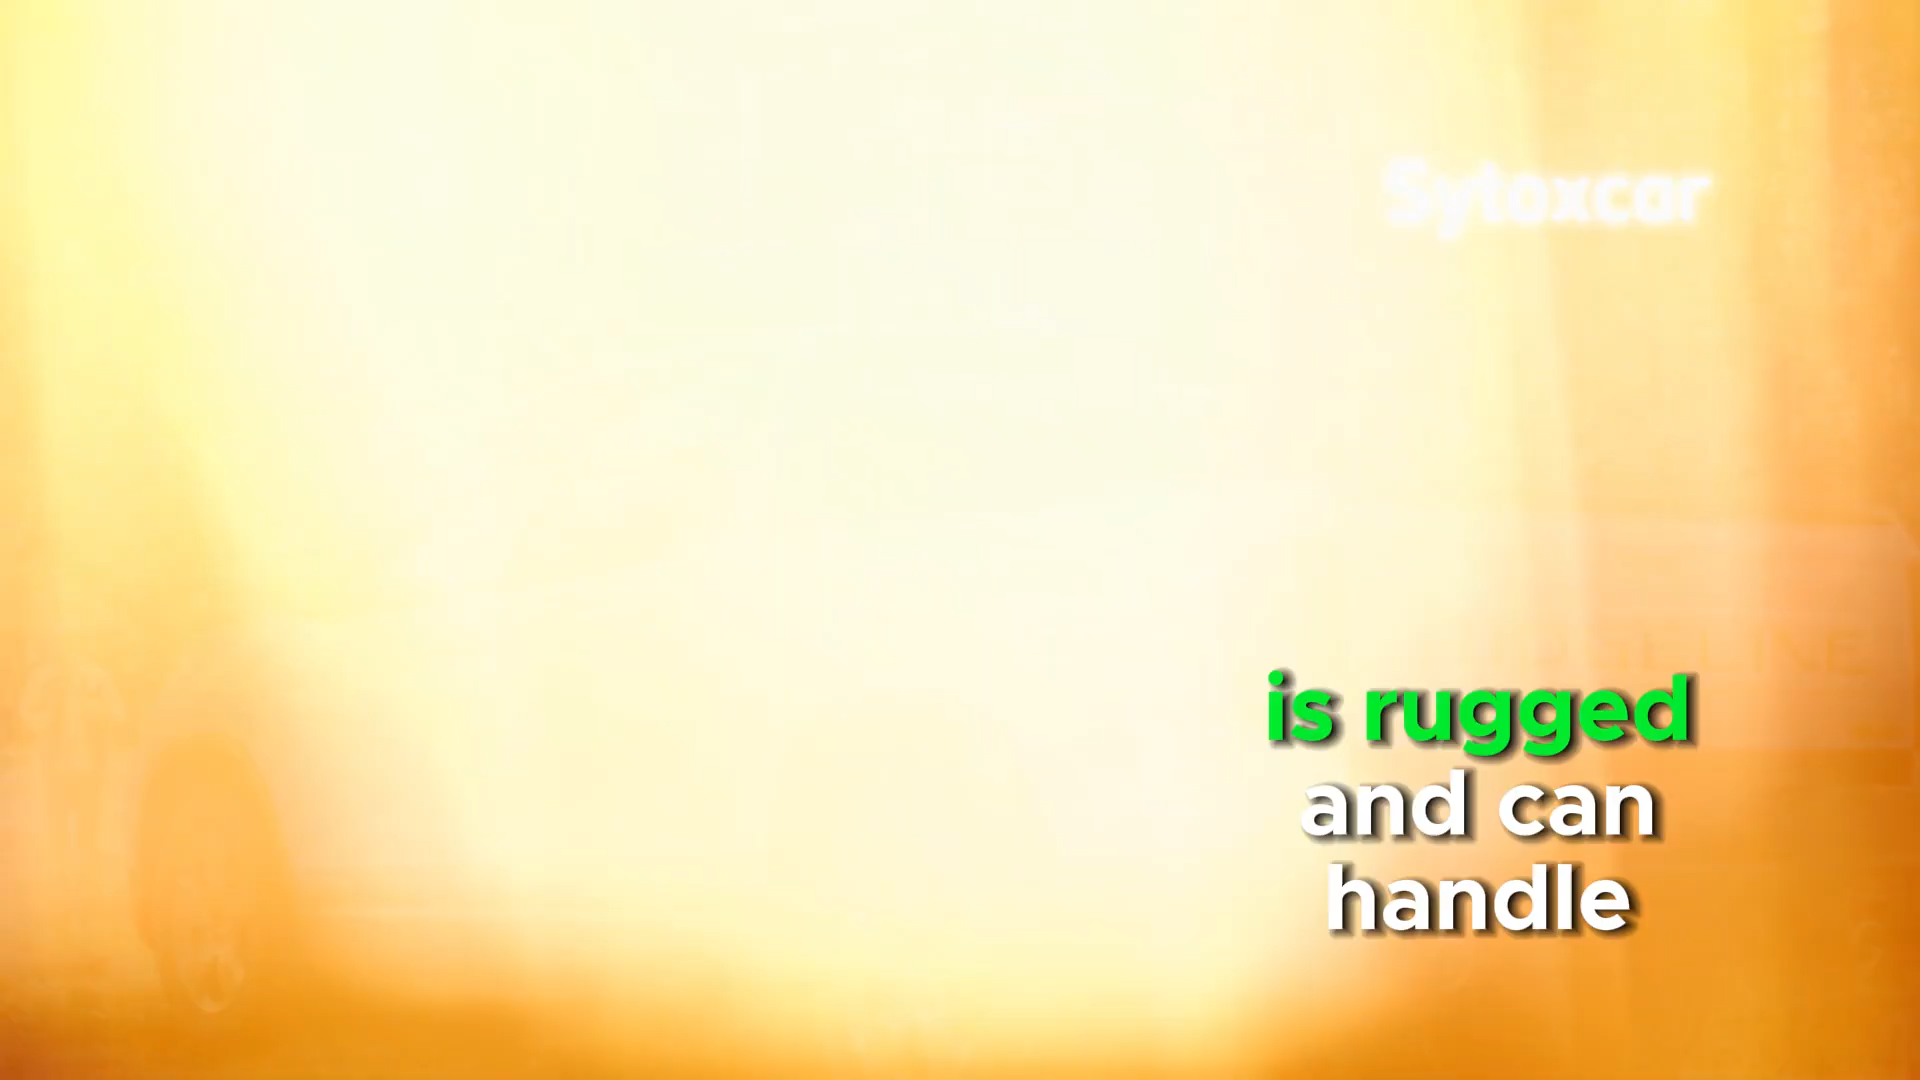 Sytoxcar
is rugged
and can
handle